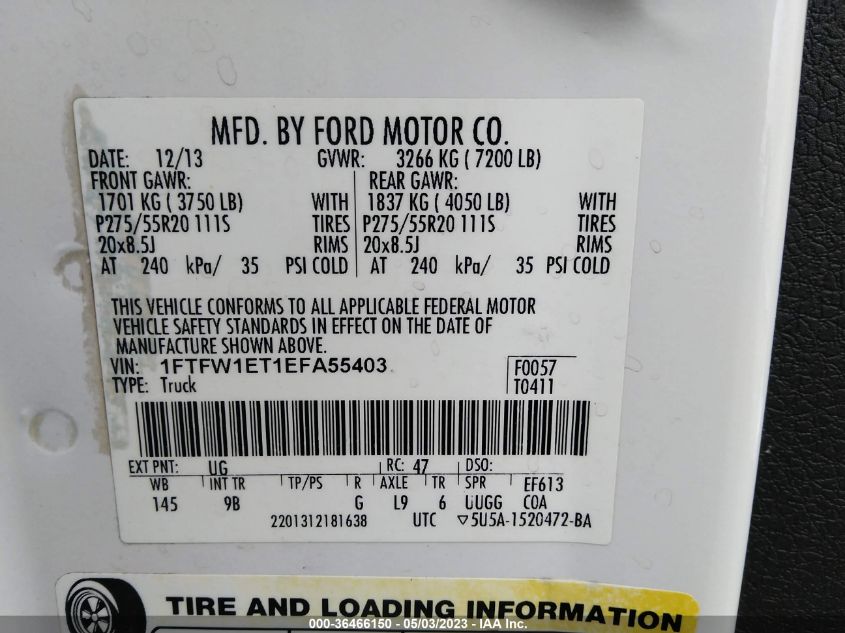 MFD. BY FORD MOTOR CO.
DATE: 12/13 GVWR: 3266 KG ( 7200 LB)
FRONT GAWR: REAR GAWR:
1701 KG ( 3750 LB) WITH 1837 KG ( 4050 LB) WITH
P275/55R20 111S TIRES P275/55R20 111S TIRES
20x8.5J RIMS 20x8.5J RIMS
AT 240 kPa/ 35 PSI COLD AT 240 kPa/ 35 PSI COLD
THIS VEHICLE CONFORMS TO ALL APPLICABLE FEDERAL MOTOR
VEHICLE SAFETY STANDARDS IN EFFECT ON THE DATE OF
MANUFACTURE SHOWN ABOVE.
VIN: 1FTFW1ET1EFA55403 F0057
TYPE: Truck T0411
EXT PNT: UG RC: 47 DSO:
WB INT TR TP/PS R AXLE TR SPR EF613
145 9B G L9 6 UUGG COA
2201312181638 UTC ▽5U5A-1520472-BA
TIRE AND LOADING INFORMATION
000-36466150 - 05/03/2023 - IAA Inc.